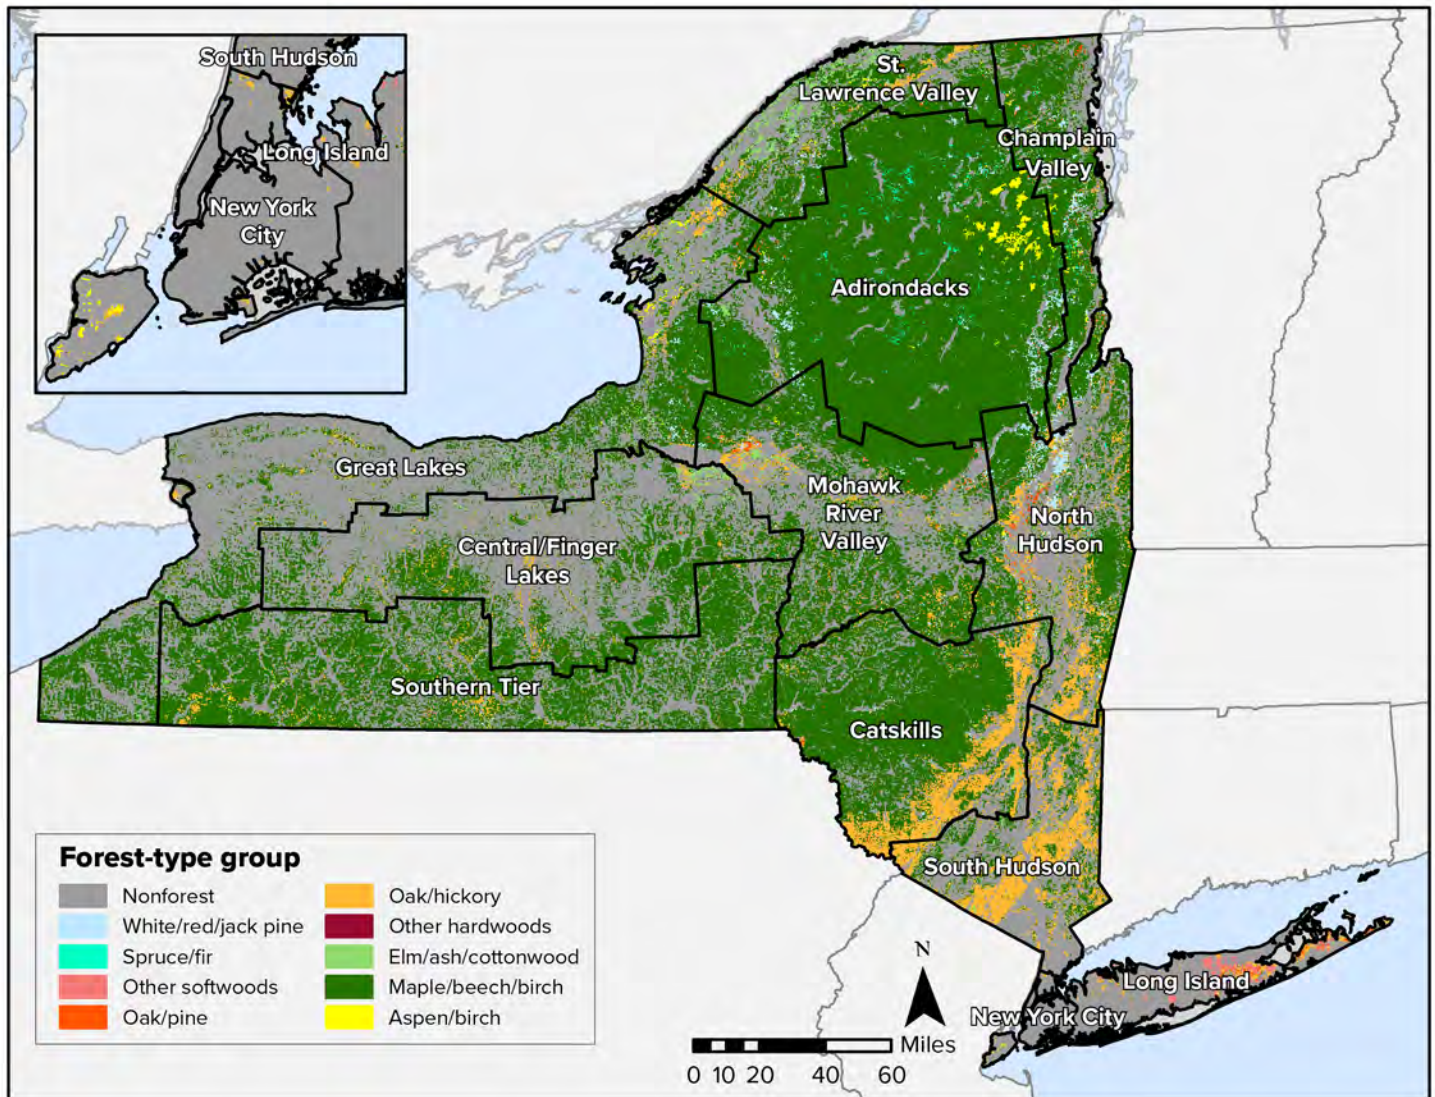 South Hudson
Long Island
New York
City
St.
Lawrence Valley
Champlain
Valley
Adirondacks
Great Lakes
Mohawk
River
Valley
North
Hudson
Central/Finger
Lakes
Southern Tier
Catskills
South Hudson
Long Island
New York City
Forest-type group
Nonforest
White/red/jack pine
Spruce/fir
Other softwoods
Oak/pine
Oak/hickory
Other hardwoods
Elm/ash/cottonwood
Maple/beech/birch
Aspen/birch
N
Miles
0 10 20 40 60